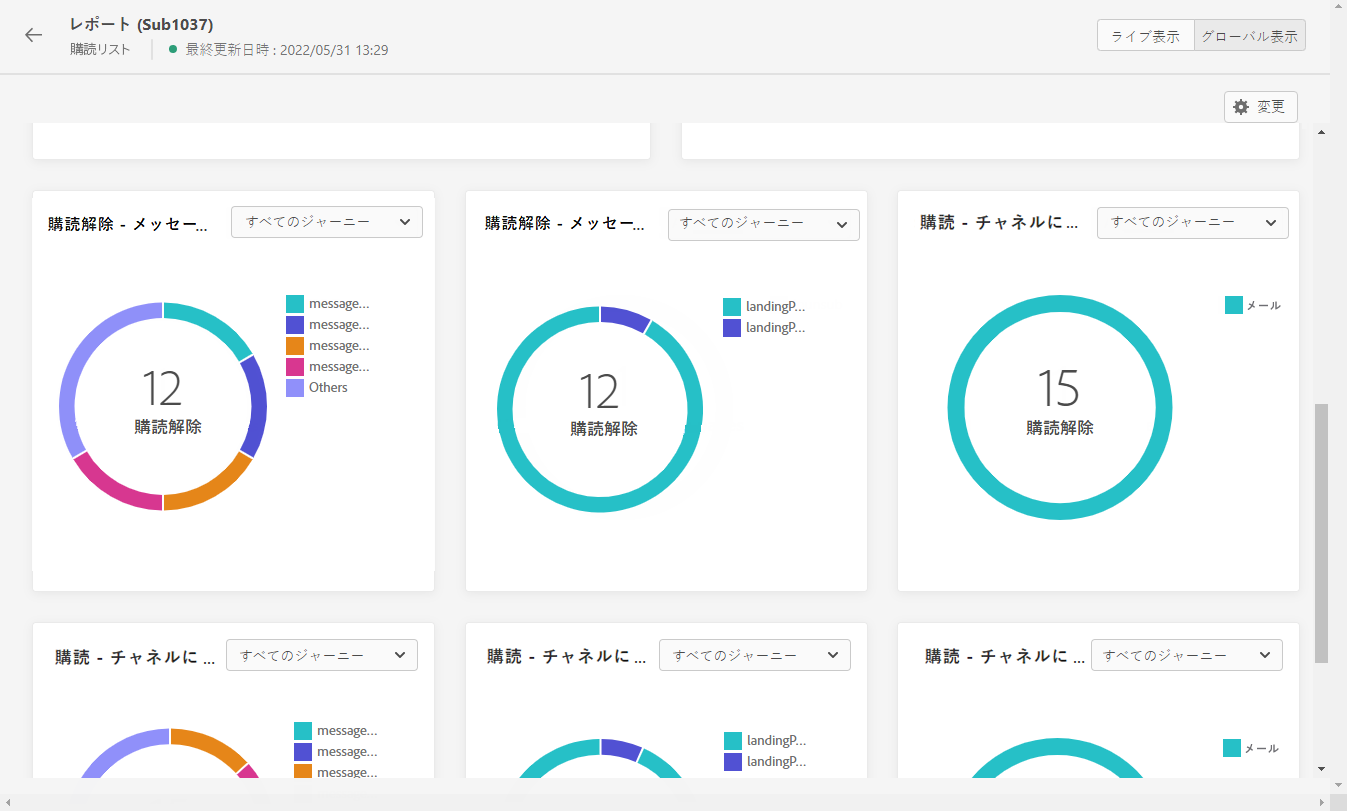 レポート (Sub1037)
購読リスト
最終更新日時 : 2022/05/31 13:29
ライブ表示
グローバル表示
変更
購読解除 - メッセー...
すべてのジャーニー
message...
message...
message...
message...
Others
12
購読解除
購読解除 - メッセー...
すべてのジャーニー
landingP...
landingP...
12
購読解除
購読 - チャネルに ...
すべてのジャーニー
メール
15
購読解除
購読 - チャネルに ...
すべてのジャーニー
message...
message...
message...
購読 - チャネルに ...
すべてのジャーニー
landingP...
landingP...
購読 - チャネルに ...
すべてのジャーニー
メール